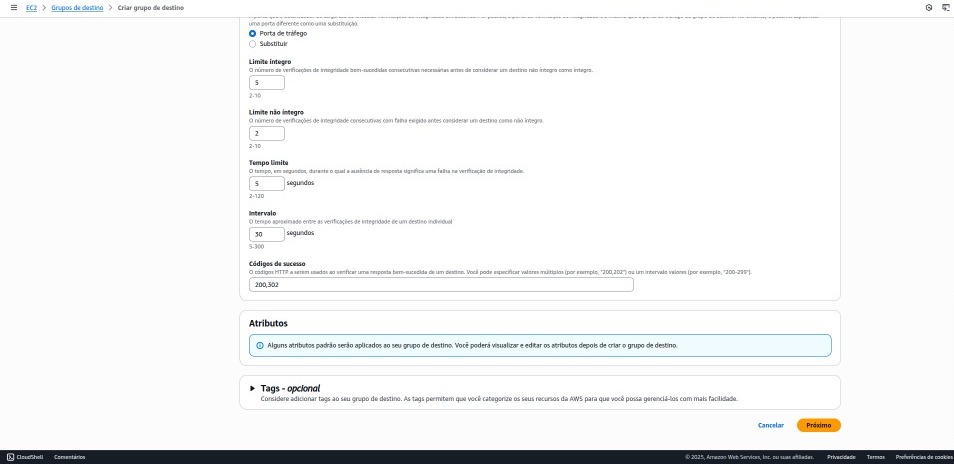 EC2 > Grupos de destino > Criar grupo de destino
uma porta diferente como uma substituição.
Porta de tráfego
Substituir
Limite íntegro
O número de verificações de integridade bem-sucedidas consecutivas necessárias antes de considerar um destino não íntegro como íntegro.
5
2-10
Limite não íntegro
O número de verificações de integridade consecutivas com falha exigido antes considerar um destino como não íntegro.
2
2-10
Tempo limite
O tempo, em segundos, durante o qual a ausência de resposta significa uma falha na verificação de integridade.
5 segundos
2-120
Intervalo
O tempo aproximado entre as verificações de integridade de um destino individual
30 segundos
5-300
Códigos de sucesso
O códigos HTTP a serem usados ao verificar uma resposta bem-sucedida de um destino. Você pode especificar valores múltiplos (por exemplo, "200,202") ou um intervalo valores (por exemplo, "200-299").
200,302
Atributos
Alguns atributos padrão serão aplicados ao seu grupo de destino. Você poderá visualizar e editar os atributos depois de criar o grupo de destino.
Tags - opcional
Considere adicionar tags ao seu grupo de destino. As tags permitem que você categorize os seus recursos da AWS para que você possa gerenciá-los com mais facilidade.
Cancelar Próximo
CloudShell Comentários © 2025, Amazon Web Services, Inc. ou suas afiliadas. Privacidade Termos Preferências de cookies